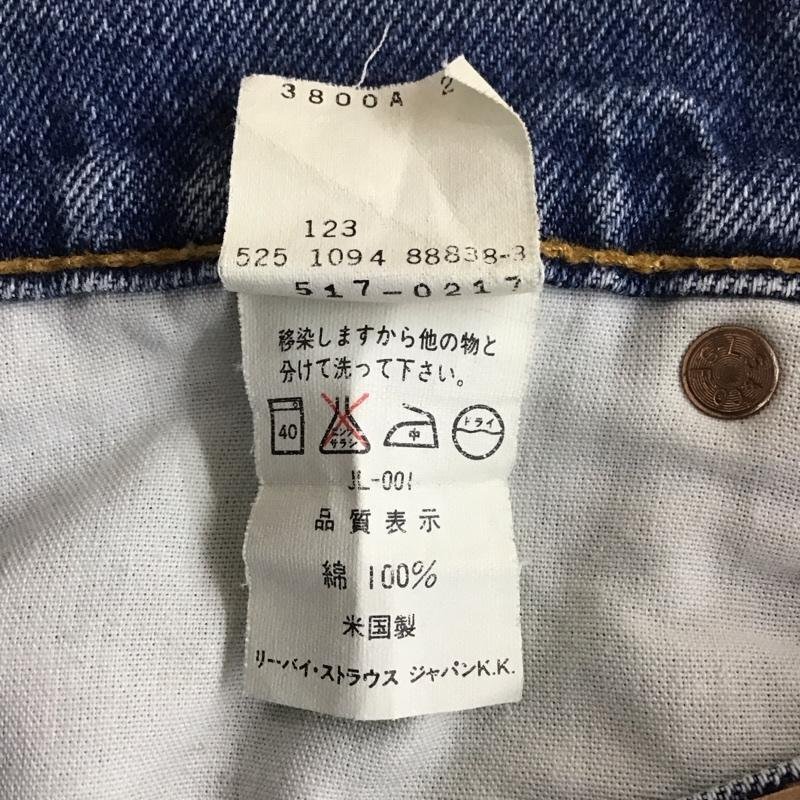 3800A 2
123
525 1094 88838-3
517-0217
移染しますから他の物と
分けて洗って下さい。
40 エンソ サラシ 中 ドライ
JL-001
品質表示
綿 100%
米国製
リーバイ・ストラウス ジャパンK.K.